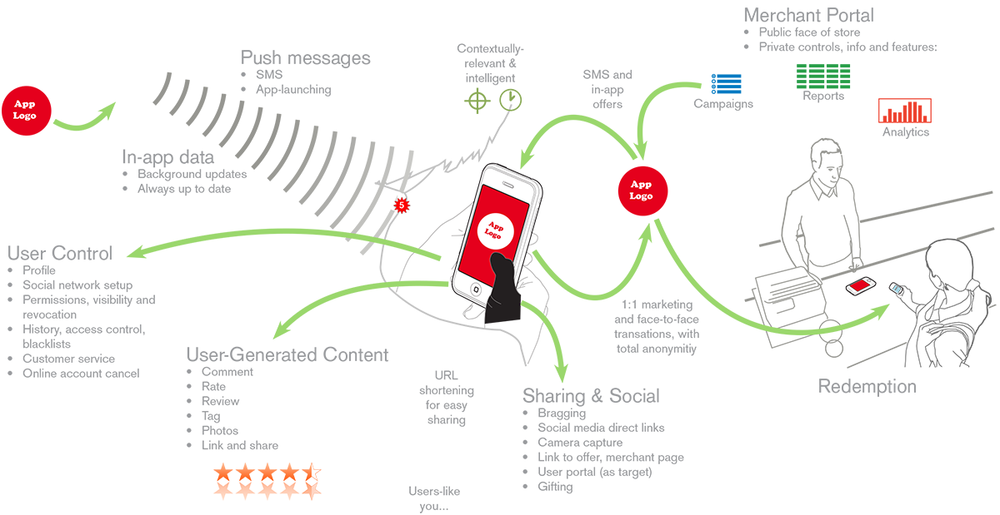 Merchant Portal
• Public face of store
• Private controls, info and features:
Campaigns
Reports
Analytics
Push messages
• SMS
• App-launching
Contextually-
relevant &
intelligent
SMS and
in-app
offers
App
Logo
In-app data
• Background updates
• Always up to date
5
App
Logo
App
Logo
User Control
• Profile
• Social network setup
• Permissions, visibility and
revocation
• History, access control,
blacklists
• Customer service
• Online account cancel
1:1 marketing
and face-to-face
transations, with
total anonymitiy
Redemption
User-Generated Content
• Comment
• Rate
• Review
• Tag
• Photos
• Link and share
URL
shortening
for easy
sharing
Sharing & Social
• Bragging
• Social media direct links
• Camera capture
• Link to offer, merchant page
• User portal (as target)
• Gifting
Users-like
you...